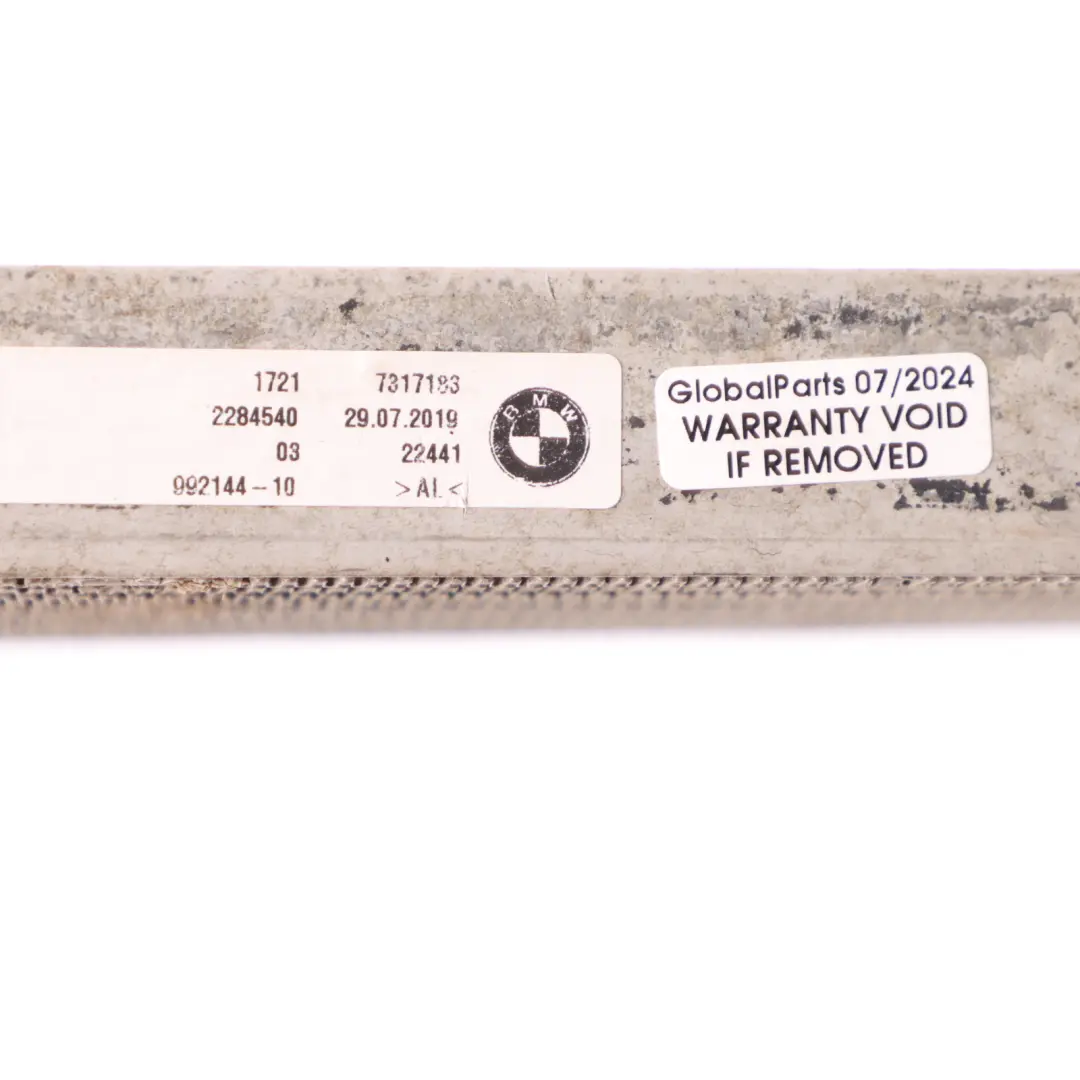 1721 7317183
2284540 29.07.2019
03 22441
992144-10 >AL<
BMW
GlobalParts 07/2024
WARRANTY VOID
IF REMOVED